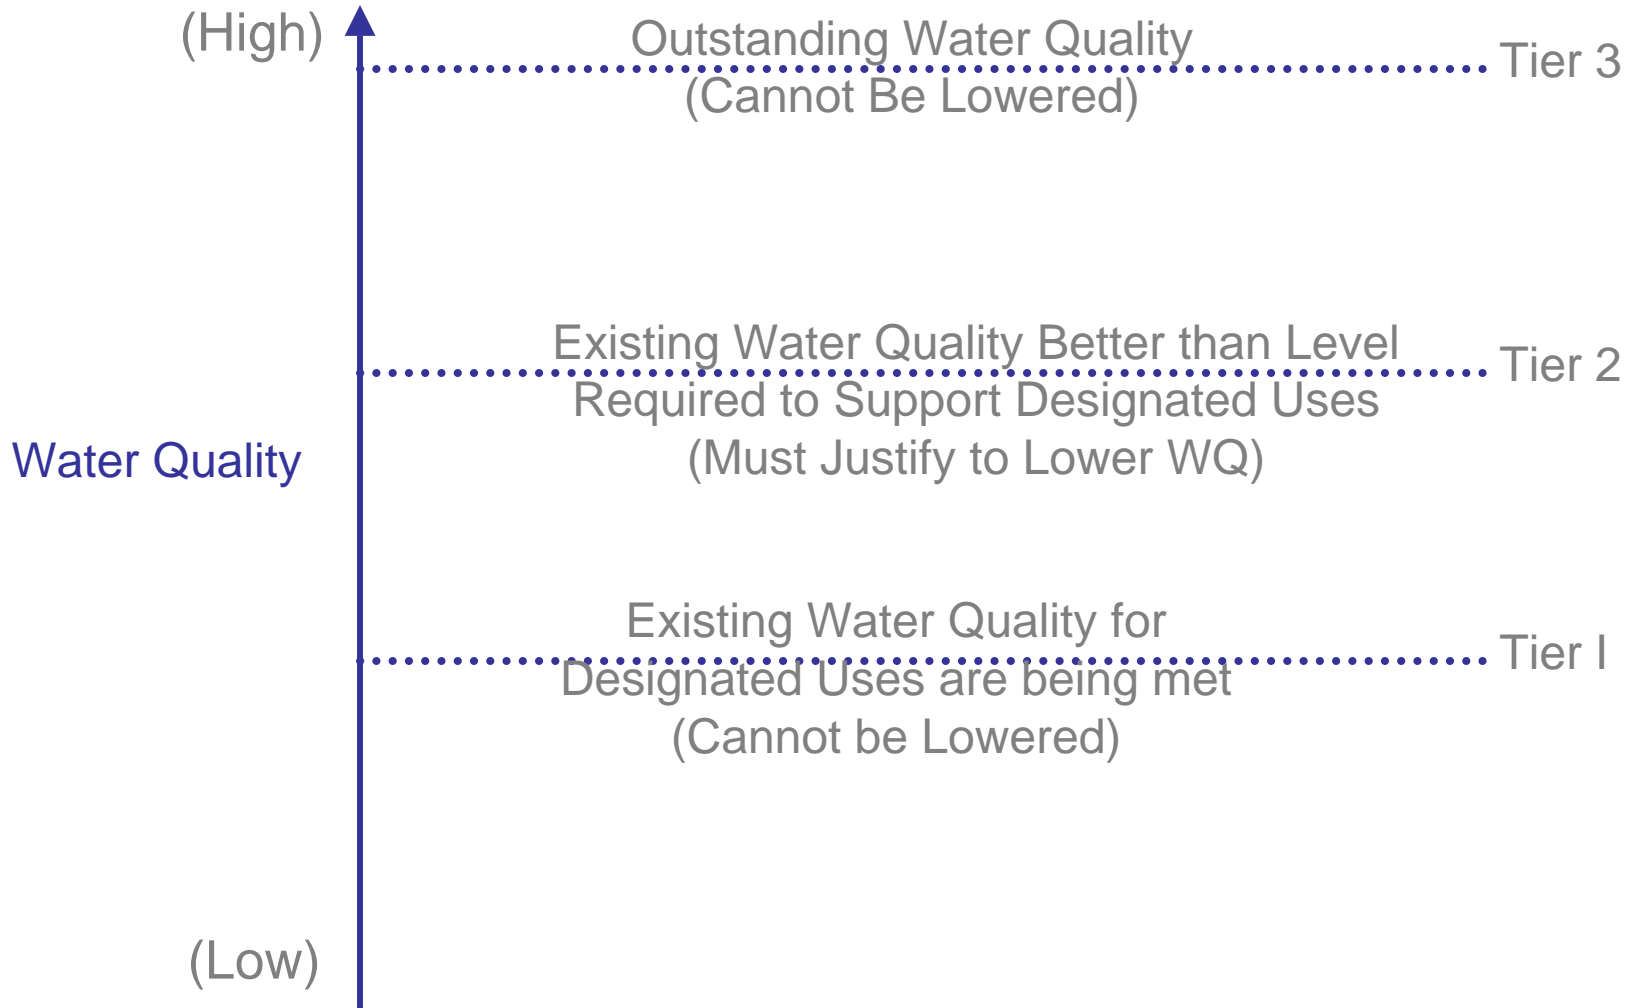 (High)
Outstanding Water Quality
(Cannot Be Lowered)
Tier 3
Existing Water Quality Better than Level
Required to Support Designated Uses
(Must Justify to Lower WQ)
Tier 2
Water Quality
Existing Water Quality for
Designated Uses are being met
(Cannot be Lowered)
Tier I
(Low)